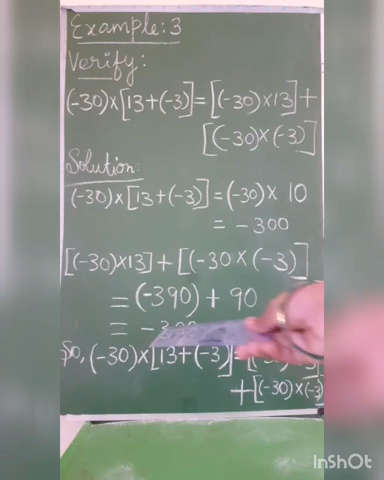 Example:3
Verify:
(-30)×[13+(-3)]=[(-30)×13]+
[(-30)×(-3)]
Solution:
(-30)×[13+(-3)]=(-30)× 10
= -300
[(-30)×13]+[(-30×(-3)]
=(-390)+90
= -300
So, (-30)×[13+(-3)]=
+[(-30)×(-3)
InShOt